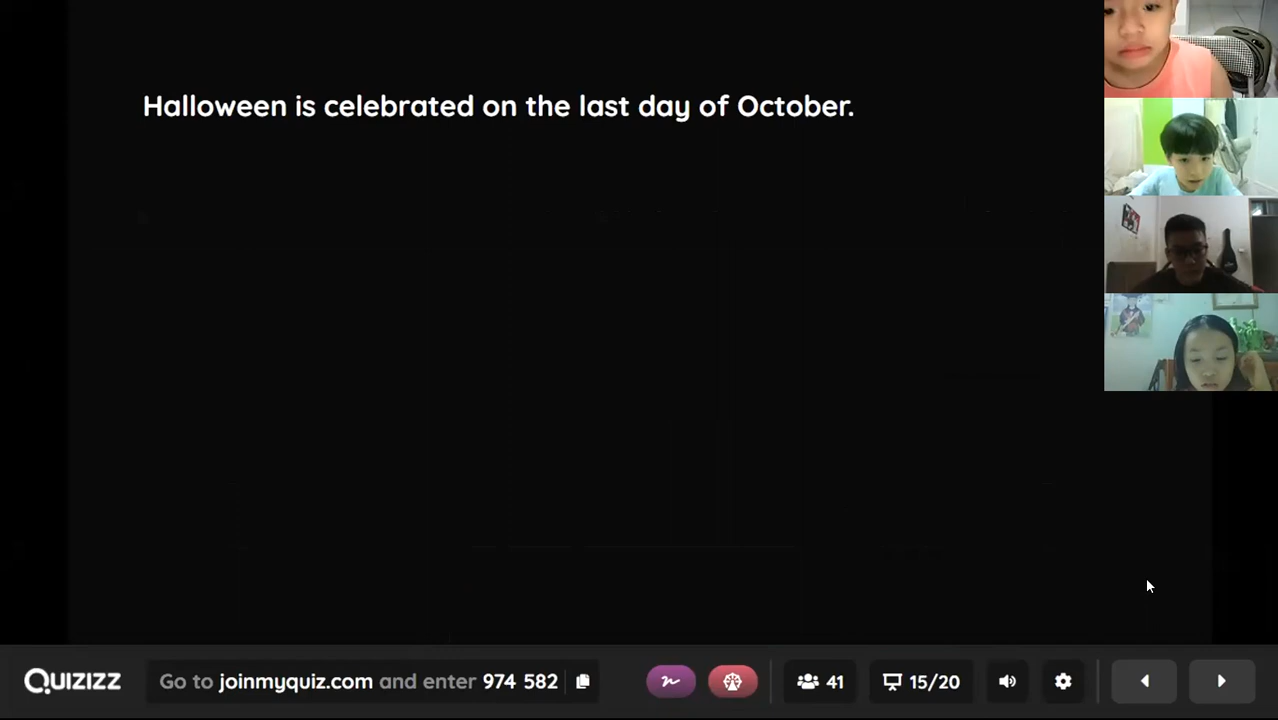 Halloween is celebrated on the last day of October.
QUIZIZZ
Go to joinmyquiz.com and enter 974 582
41
15/20